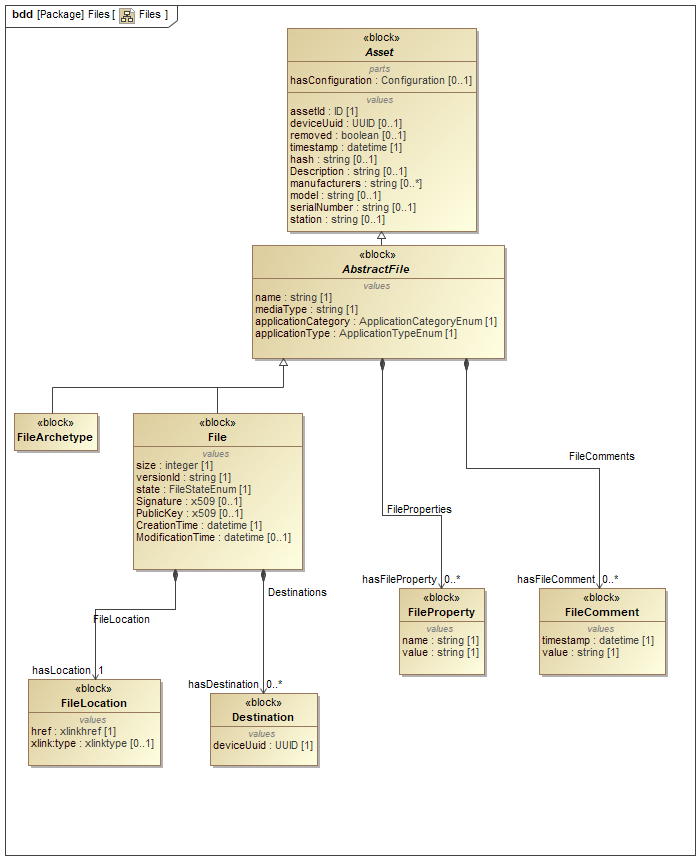 bdd [Package] Files [ Files ]
«block»
Asset
parts
hasConfiguration : Configuration [0..1]
values
assetId : ID [1]
deviceUuid : UUID [0..1]
removed : boolean [0..1]
timestamp : datetime [1]
hash : string [0..1]
Description : string [0..1]
manufacturers : string [0..*]
model : string [0..1]
serialNumber : string [0..1]
station : string [0..1]
«block»
AbstractFile
values
name : string [1]
mediaType : string [1]
applicationCategory : ApplicationCategoryEnum [1]
applicationType : ApplicationTypeEnum [1]
«block»
FileArchetype
«block»
File
values
size : integer [1]
versionId : string [1]
state : FileStateEnum [1]
Signature : x509 [0..1]
PublicKey : x509 [0..1]
CreationTime : datetime [1]
ModificationTime : datetime [0..1]
FileComments
FileProperties
hasFileProperty 0..*
hasFileComment 0..*
Destinations
FileLocation
«block»
FileProperty
values
name : string [1]
value : string [1]
«block»
FileComment
values
timestamp : datetime [1]
value : string [1]
hasLocation 1
hasDestination 0..*
«block»
FileLocation
values
href : xlinkhref [1]
xlink:type : xlinktype [0..1]
«block»
Destination
values
deviceUuid : UUID [1]